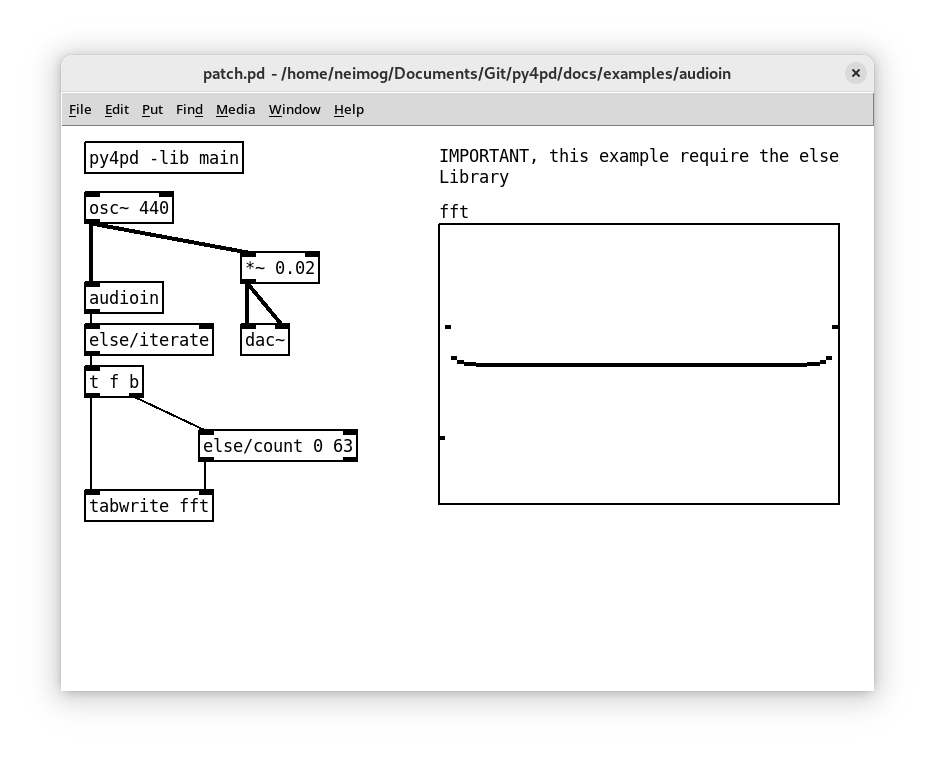 patch.pd - /home/neimog/Documents/Git/py4pd/docs/examples/audioin
×
File Edit Put Find Media Window Help
py4pd -lib main
IMPORTANT, this example require the else
Library
osc~ 440
fft
*~ 0.02
audioin
else/iterate
dac~
t f b
else/count 0 63
tabwrite fft